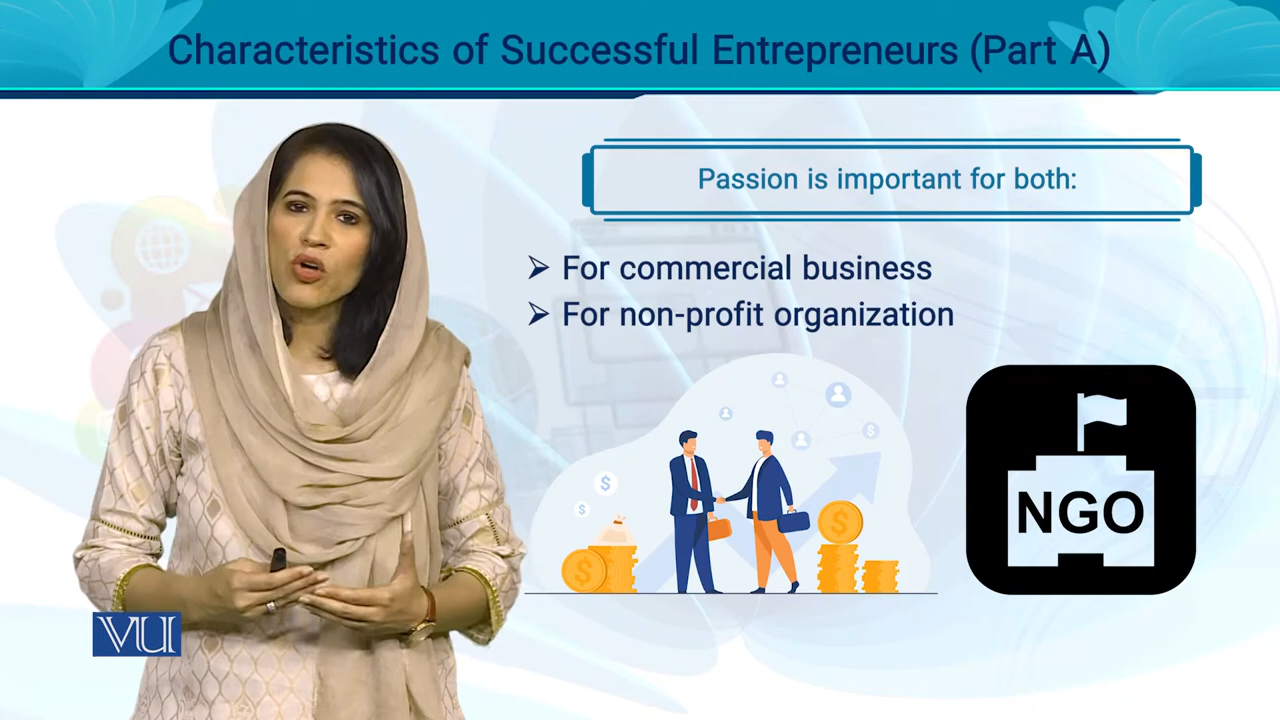 Characteristics of Successful Entrepreneurs (Part A)
Passion is important for both:
➢ For commercial business
➢ For non-profit organization
$
$
$
$
$
NGO
VU